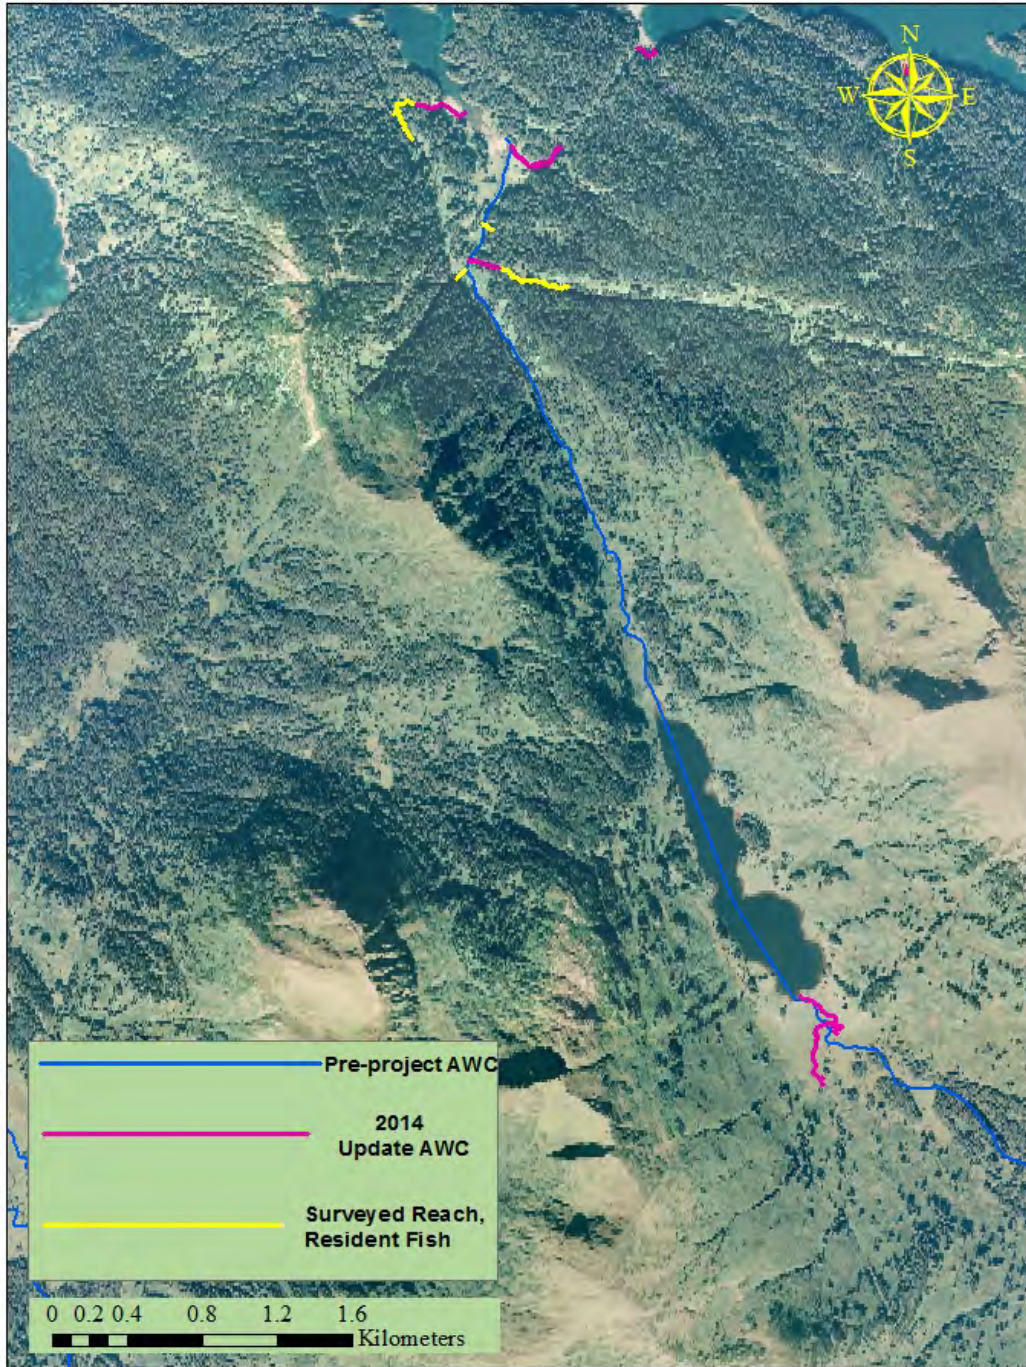 N
W E
S
Pre-project AWC
2014
Update AWC
Surveyed Reach,
Resident Fish
0 0.2 0.4 0.8 1.2 1.6
Kilometers